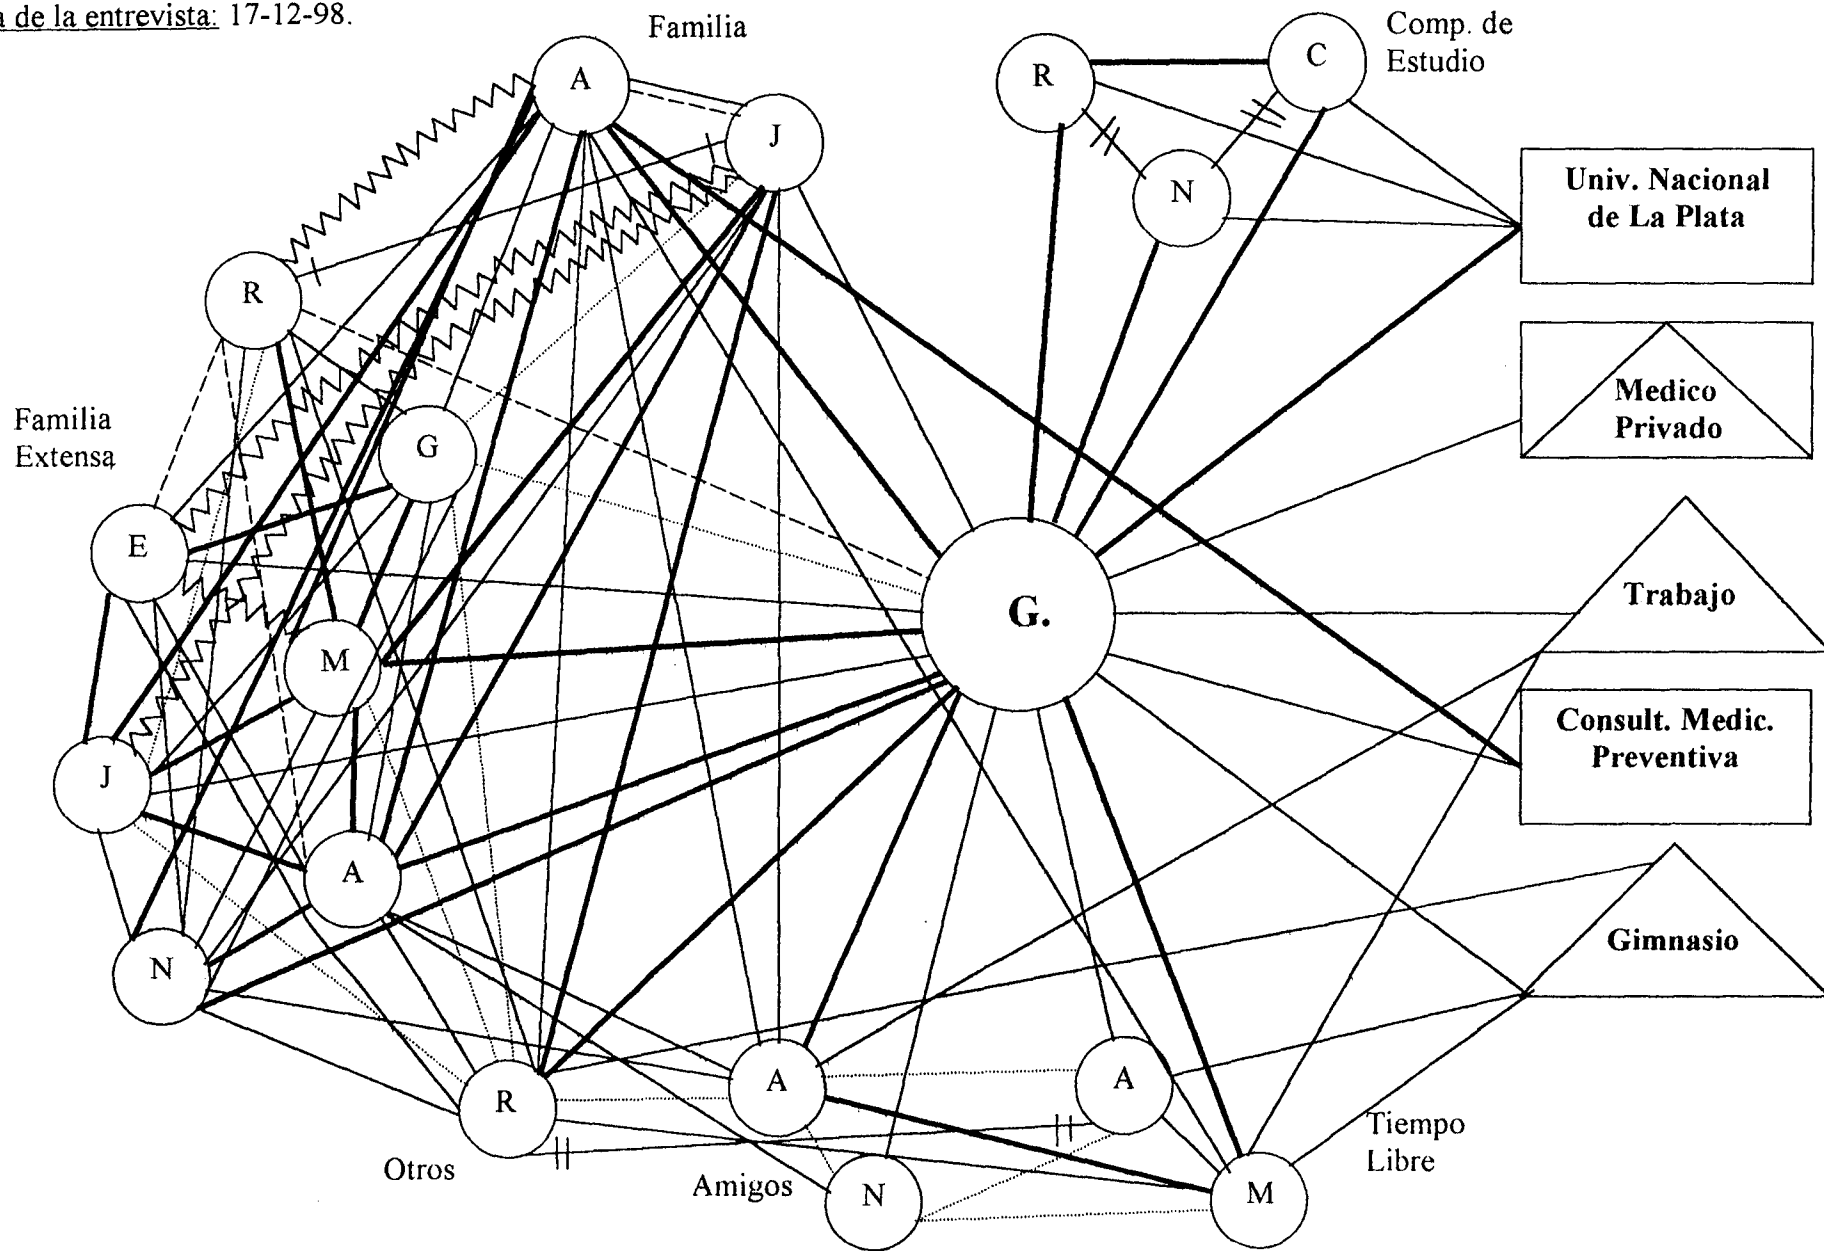 a de la entrevista: 17-12-98.
Familia
Comp. de
Estudio
A
J
R
C
N
Univ. Nacional
de La Plata
R
Medico
Privado
Familia
Extensa
G
E
G.
Trabajo
M
Consult. Medic.
Preventiva
J
A
Gimnasio
N
R
A
A
Tiempo
Libre
Otros
Amigos
N
M